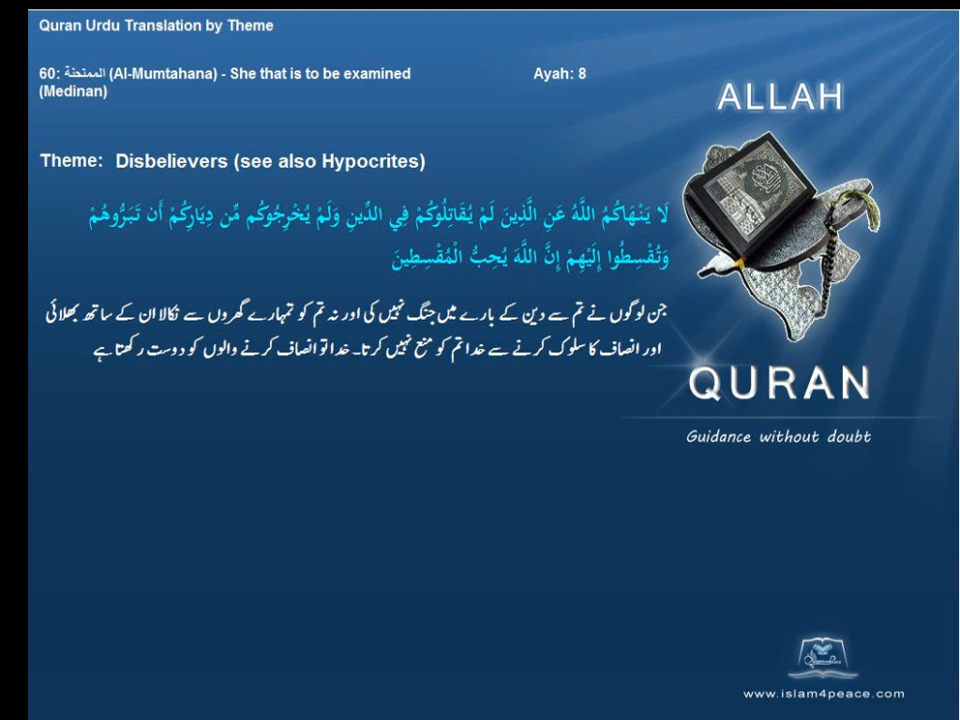 Quran Urdu Translation by Theme
60: الممتحنة (Al-Mumtahana) - She that is to be examined
(Medinan)
Ayah: 8
ALLAH
Theme: Disbelievers (see also Hypocrites)
لَا يَنْهَاكُمُ اللَّهُ عَنِ الَّذِينَ لَمْ يُقَاتِلُوكُمْ فِي الدِّينِ وَلَمْ يُخْرِجُوكُم مِّن دِيَارِكُمْ أَن تَبَرُّوهُمْ
وَتُقْسِطُوا إِلَيْهِمْ إِنَّ اللَّهَ يُحِبُّ الْمُقْسِطِينَ
جن لوگوں نے تم سے دین کے بارے میں جنگ نہیں کی اور نہ تم کو تمہارے گھروں سے نکالا ان کے ساتھ بھلائی
اور انصاف کا سلوک کرنے سے خدا تم کو منع نہیں کرتا۔ خدا تو انصاف کرنے والوں کو دوست رکھتا ہے
QURAN
Guidance without doubt
www.islam4peace.com